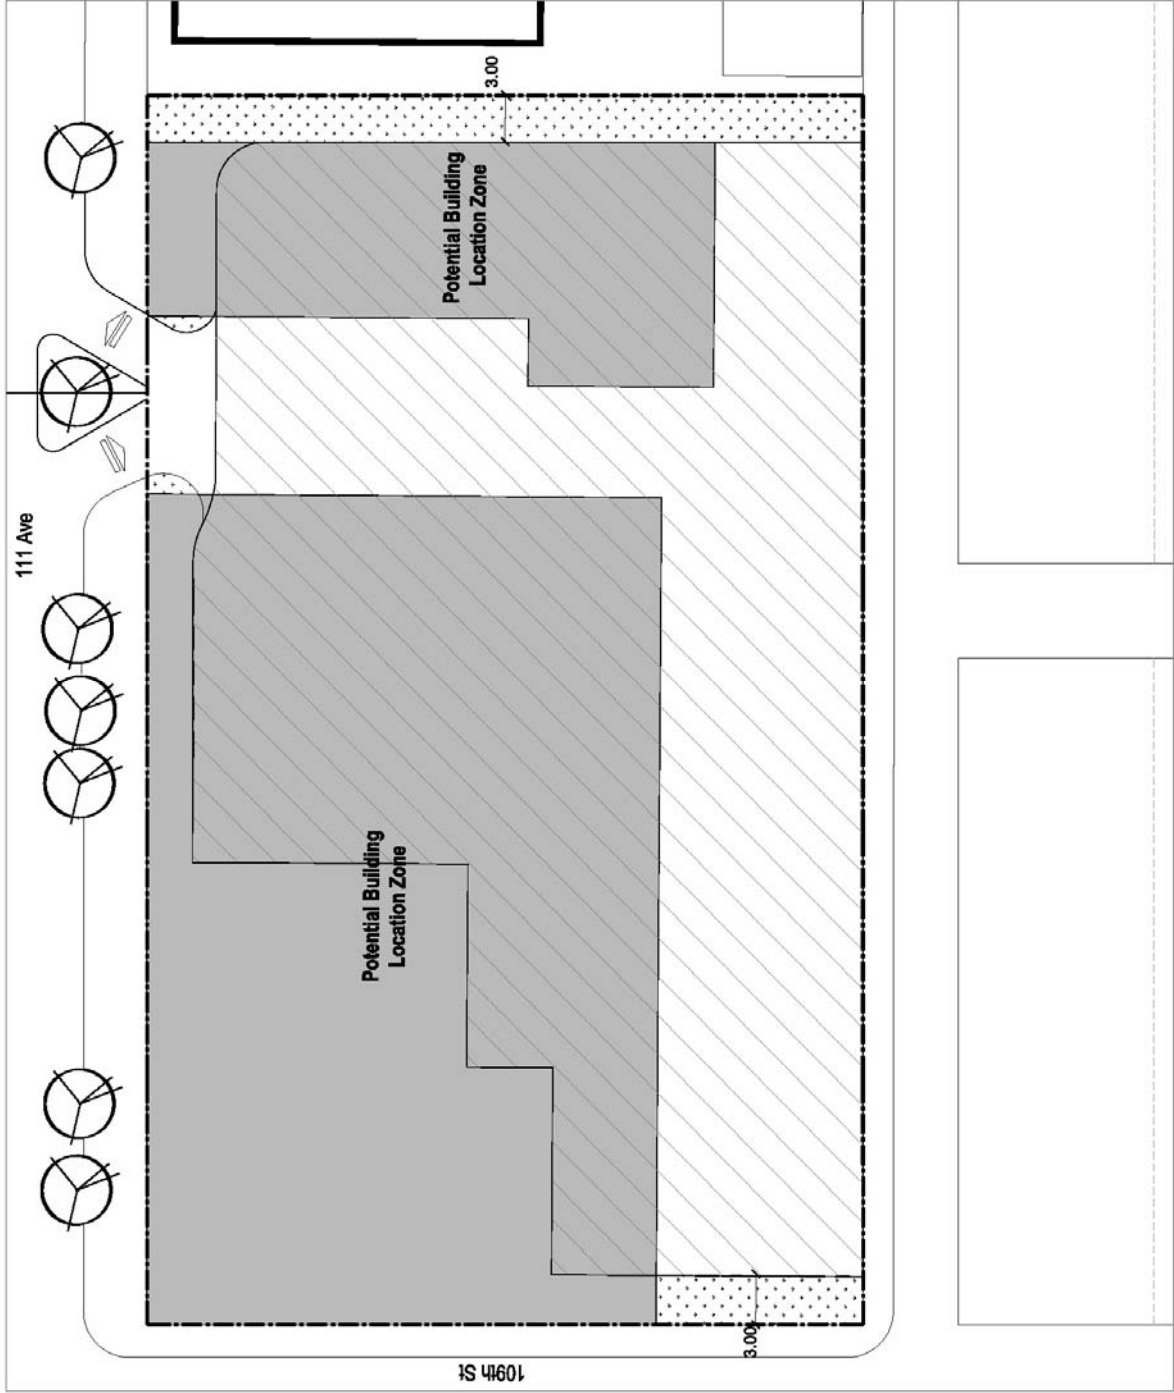 3.00
Potential Building
Location Zone
111 Ave
Potential Building
Location Zone
3.00
109th St